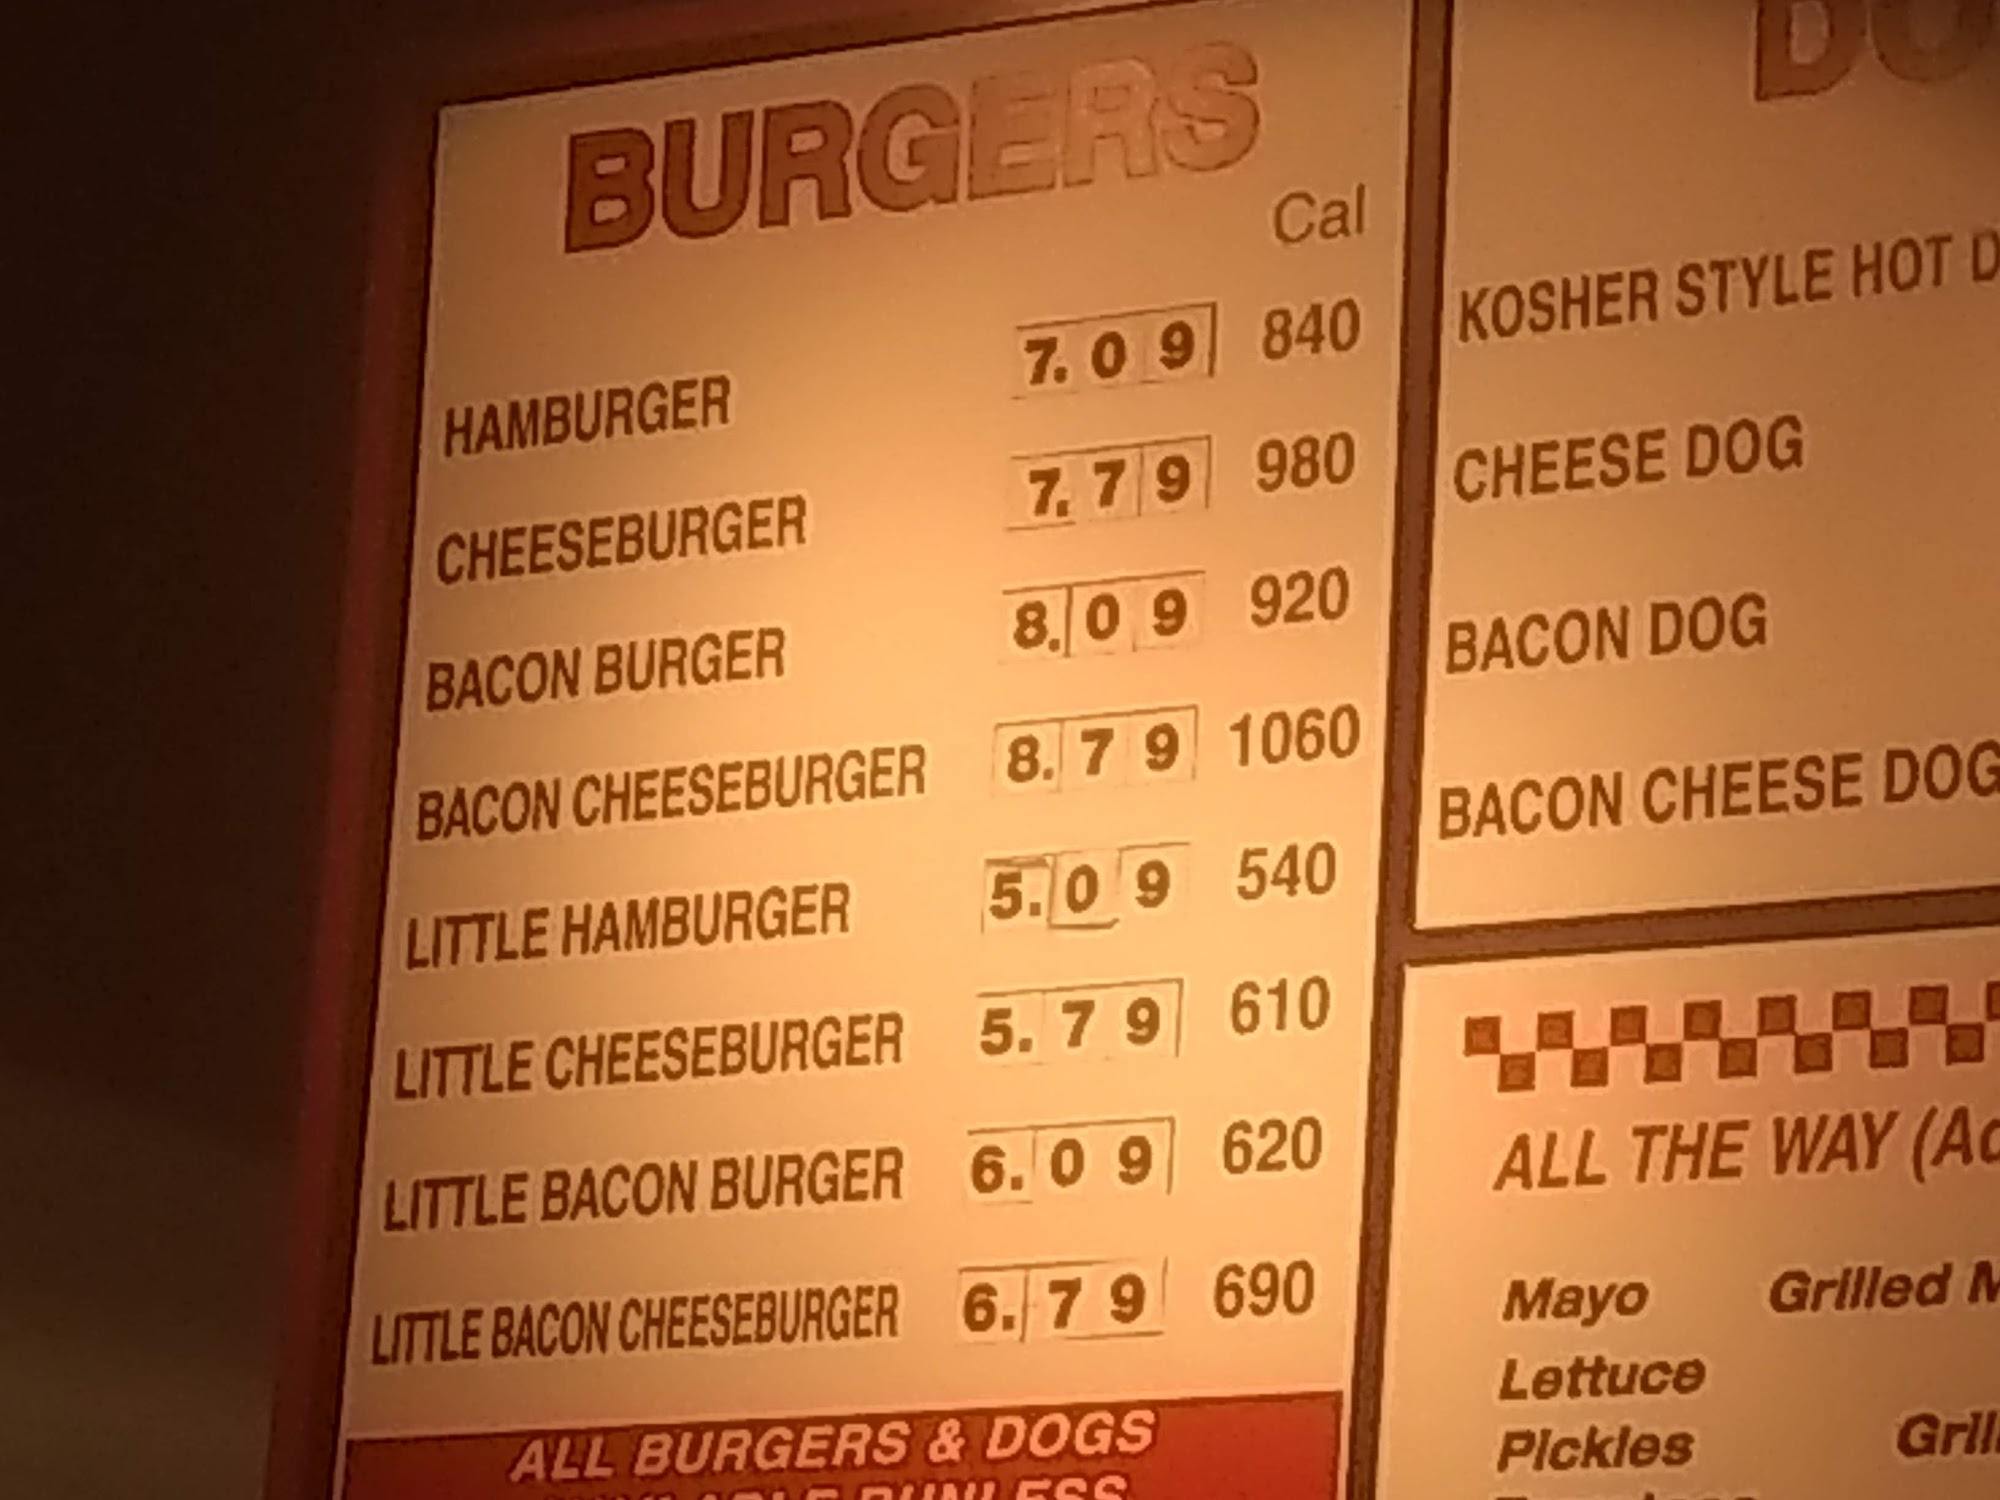 BURGERS
Cal
HAMBURGER 7.09 840
CHEESEBURGER 7.79 980
BACON BURGER 8.09 920
BACON CHEESEBURGER 8.79 1060
LITTLE HAMBURGER 5.09 540
LITTLE CHEESEBURGER 5.79 610
LITTLE BACON BURGER 6.09 620
LITTLE BACON CHEESEBURGER 6.79 690
ALL BURGERS & DOGS
KOSHER STYLE HOT
CHEESE DOG
BACON DOG
BACON CHEESE DOG
ALL THE WAY
Mayo Grilled
Lettuce
Pickles